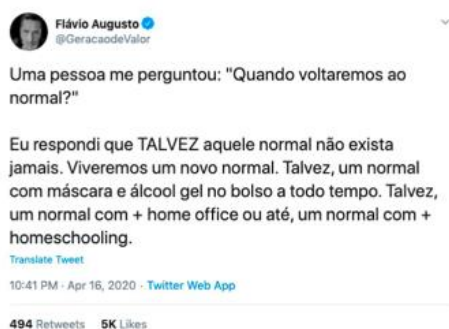 Flávio Augusto
@GeracaodeValor
Uma pessoa me perguntou: "Quando voltaremos ao
normal?"
Eu respondi que TALVEZ aquele normal não exista
jamais. Viveremos um novo normal. Talvez, um normal
com máscara e álcool gel no bolso a todo tempo. Talvez,
um normal com + home office ou até, um normal com +
homeschooling.
Translate Tweet
10:41 PM · Apr 16, 2020 · Twitter Web App
494 Retweets 5K Likes